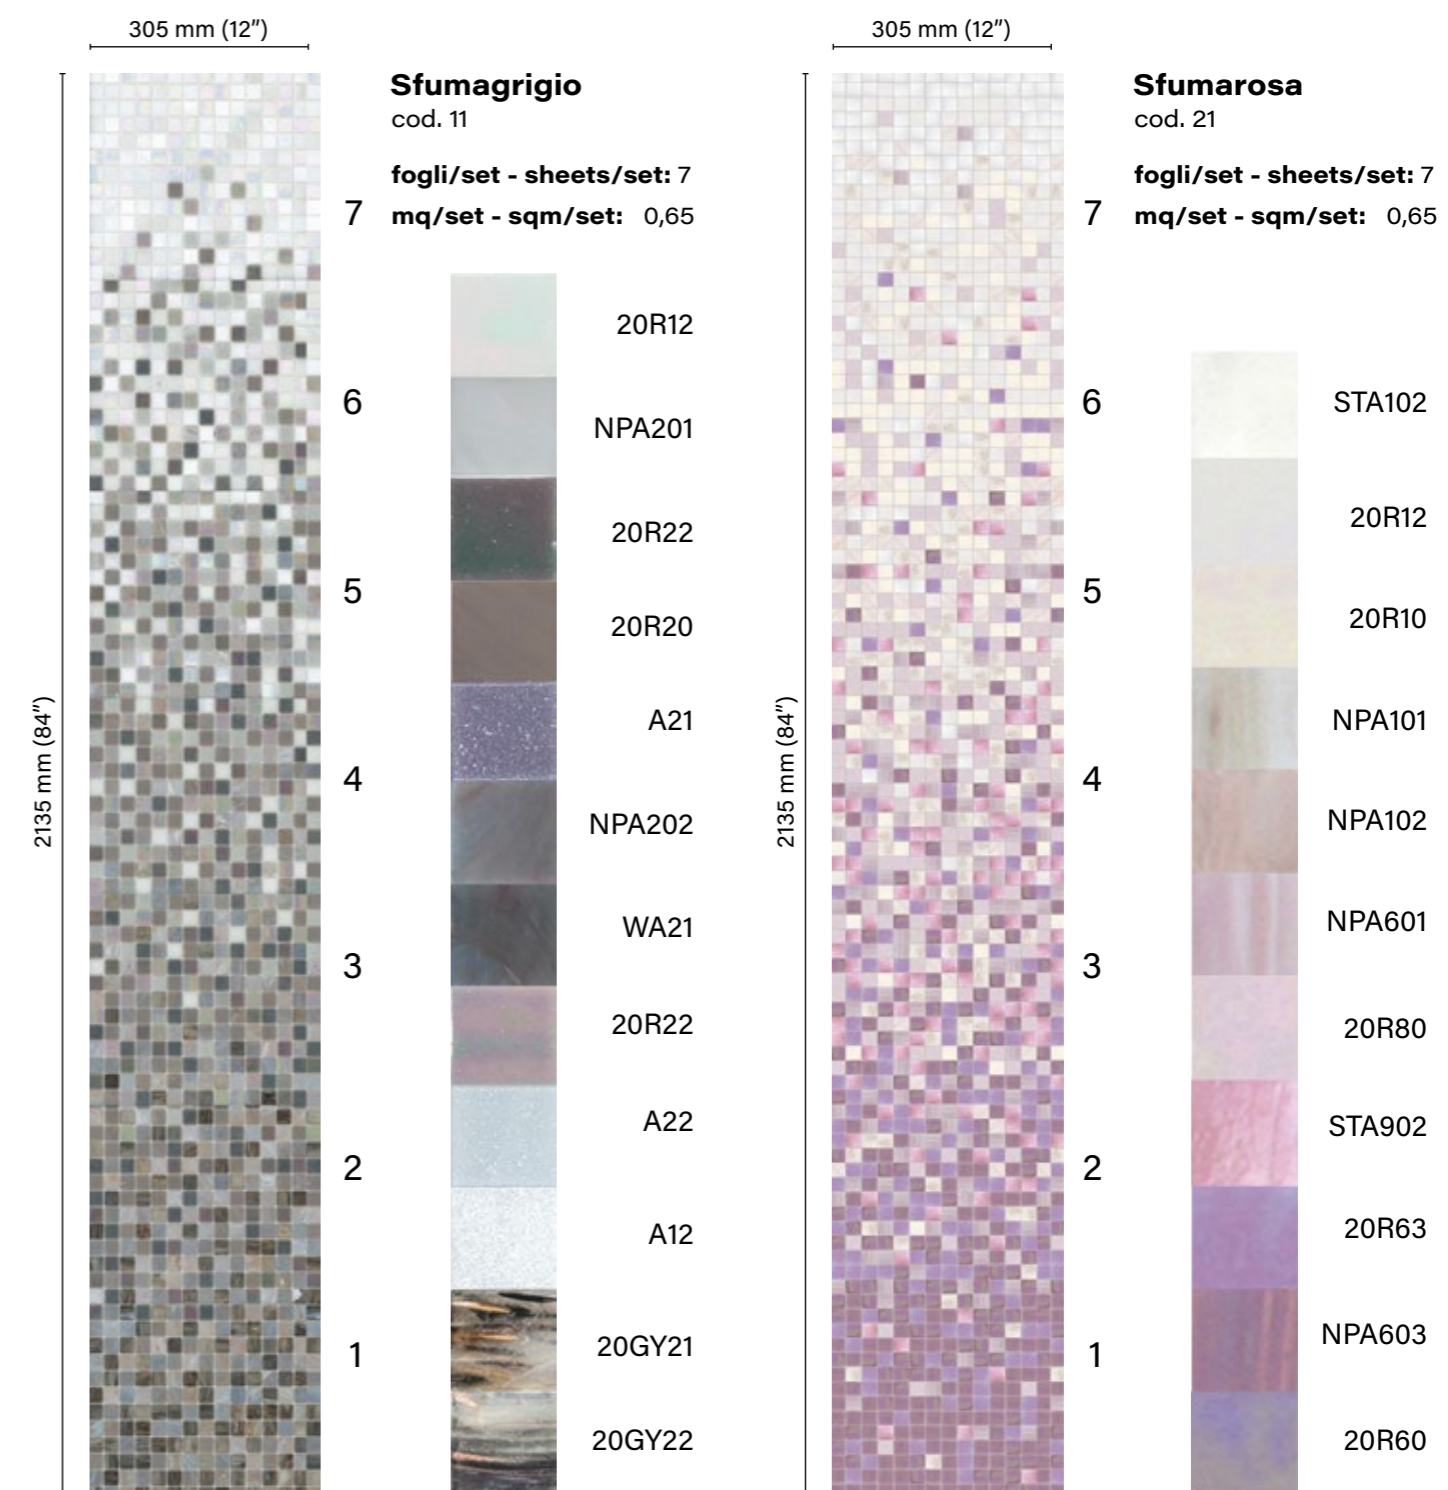 305 mm (12”)
Sfumagrigio
cod. 11
fogli/set - sheets/set: 7
mq/set - sqm/set: 0,65
2135 mm (84”)
7
6
5
4
3
2
1
20R12
NPA201
20R22
20R20
A21
NPA202
WA21
20R22
A22
A12
20GY21
20GY22
305 mm (12”)
Sfumarosa
cod. 21
fogli/set - sheets/set: 7
mq/set - sqm/set: 0,65
2135 mm (84”)
7
6
5
4
3
2
1
STA102
20R12
20R10
NPA101
NPA102
NPA601
20R80
STA902
20R63
NPA603
20R60